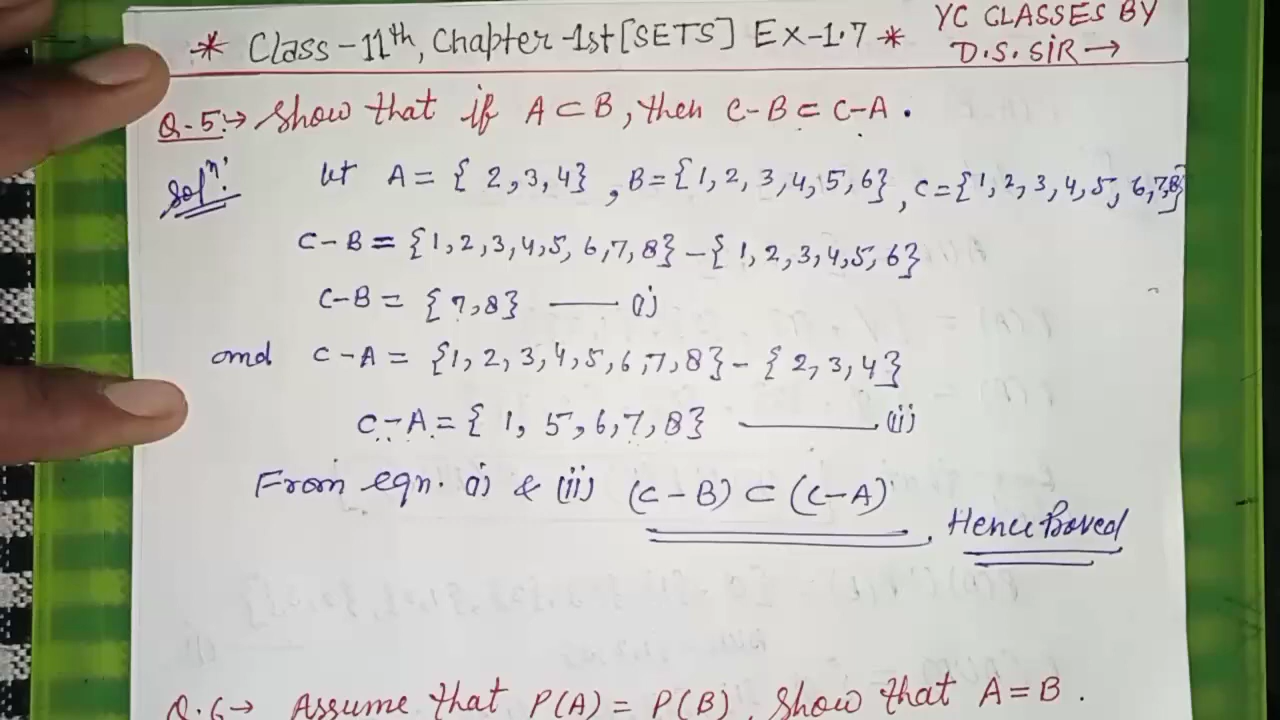 * Class-11th, Chapter-1st [SETS] Ex-1.7 *
YC CLASSES BY
D.S. SIR →
Q.5:→ Show that if A ⊂ B, then C-B ⊂ C-A.
Solⁿ: let A = { 2,3,4}, B={1,2,3,4,5,6}, C={1,2,3,4,5,6,7,8}
C-B = {1,2,3,4,5,6,7,8} - {1,2,3,4,5,6}
C-B = {7,8} —— (i)
and C-A = {1,2,3,4,5,6,7,8} - {2,3,4}
C-A = { 1, 5,6,7,8} ——— (ii)
From eqn. (i) & (ii) (C-B) ⊂ (C-A)
, Hence Proved
Q.6→ Assume that P(A) = P(B), Show that A=B.